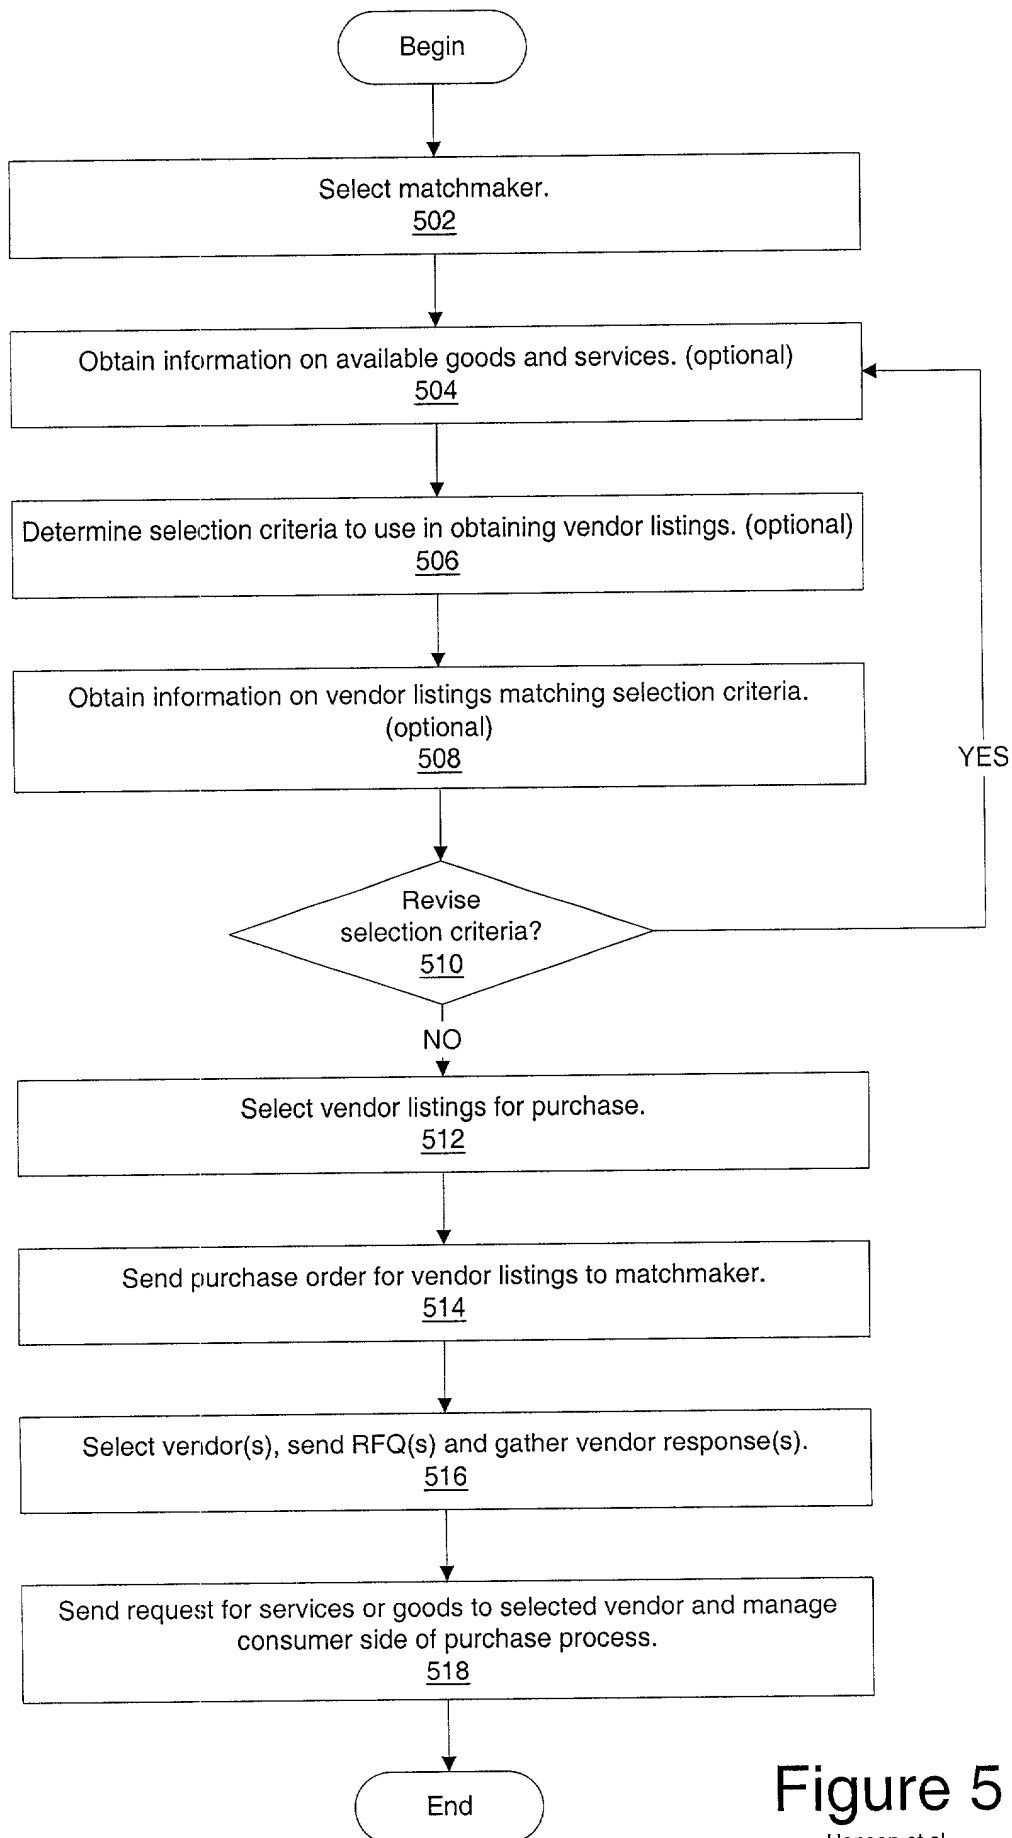 Begin
Select matchmaker.
502
Obtain information on available goods and services. (optional)
504
Determine selection criteria to use in obtaining vendor listings. (optional)
506
Obtain information on vendor listings matching selection criteria.
(optional)
508
YES
Revise
selection criteria?
510
NO
Select vendor listings for purchase.
512
Send purchase order for vendor listings to matchmaker.
514
Select vendor(s), send RFQ(s) and gather vendor response(s).
516
Send request for services or goods to selected vendor and manage
consumer side of purchase process.
518
End
Figure 5
et al